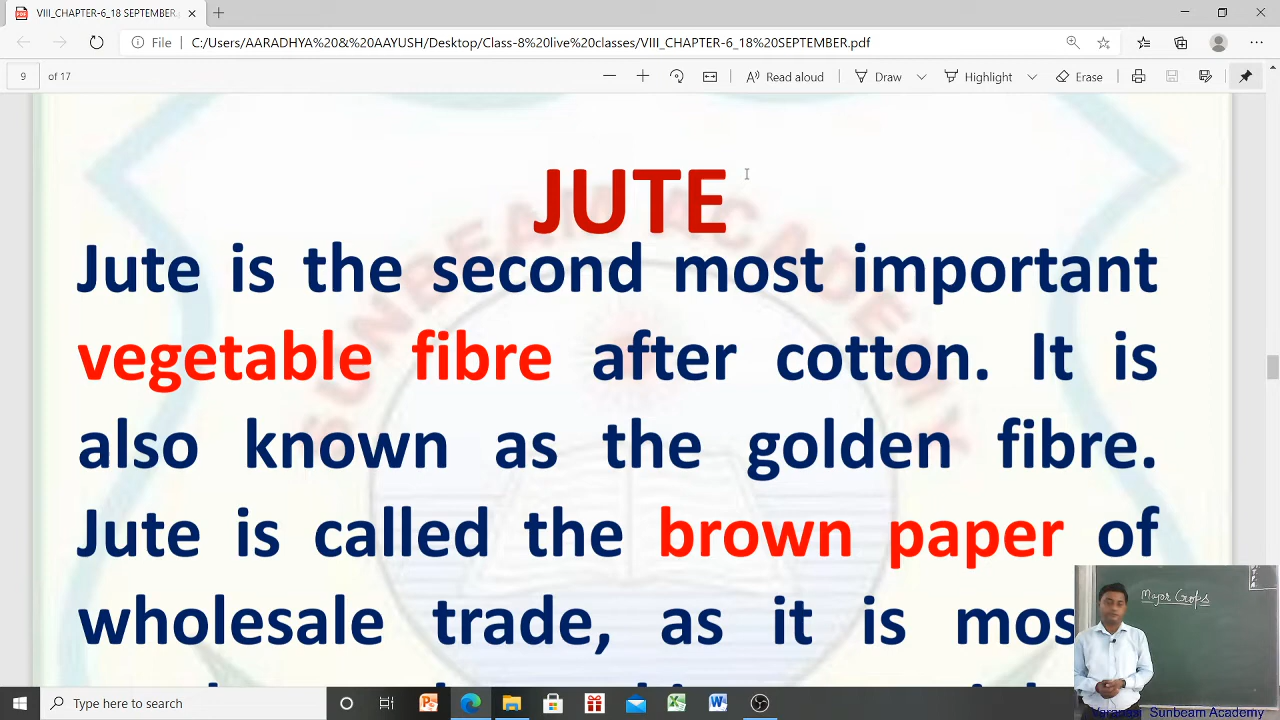 VIII_CHAPTER-6_18 SEPTEMBER.p
File
C:/Users/AARADHYA%20&%20AAYUSH/Desktop/Class-8%20live%20classes/VIII_CHAPTER-6_18%20SEPTEMBER.pdf
9 of 17
Read aloud
Draw
Highlight
Erase
SUNBEAM ACADEMY
JUTE
Jute is the second most important
vegetable fibre after cotton. It is
also known as the golden fibre.
Jute is called the brown paper of
wholesale trade, as it is mos
Major Crops
Type here to search
Varanasi Sunbeam Academy